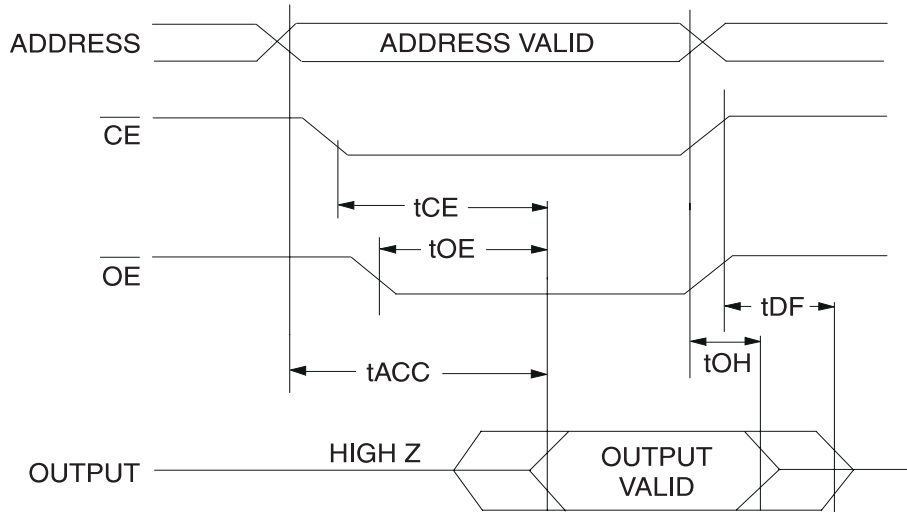 ADDRESS
ADDRESS VALID
CE
tCE
tOE
OE
tDF
tOH
tACC
HIGH Z
OUTPUT
OUTPUT
VALID